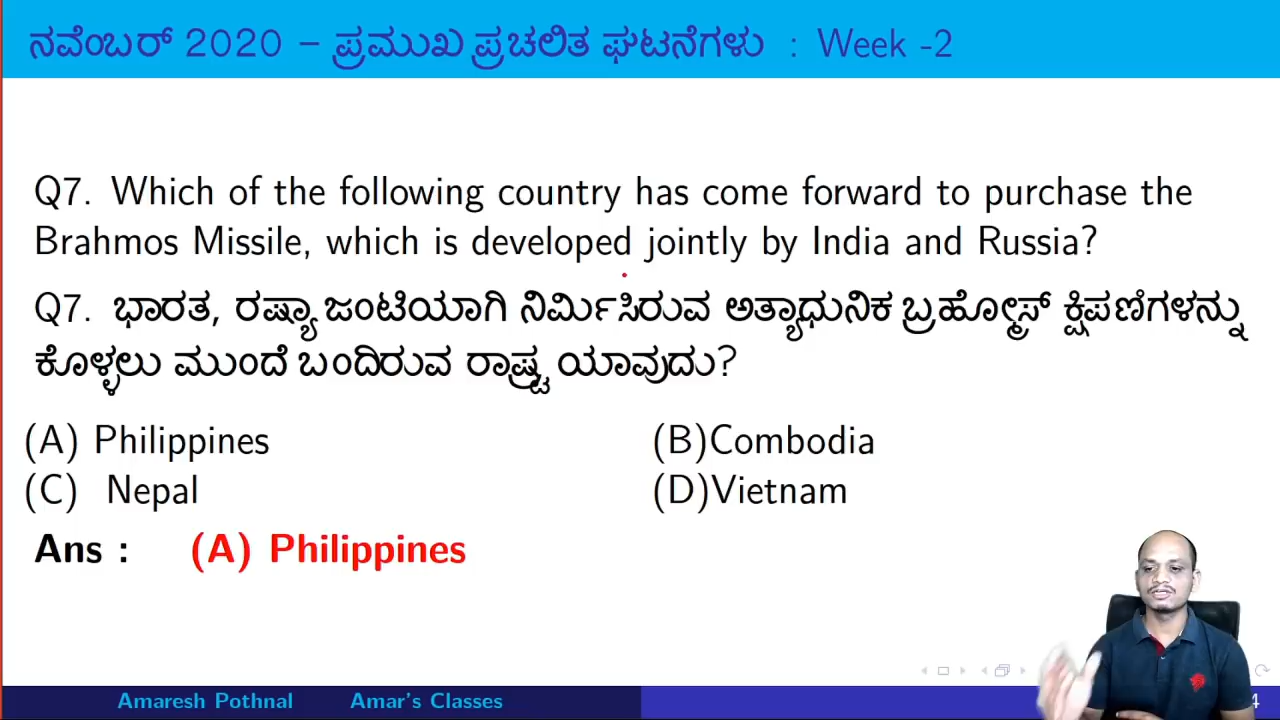 ನವೆಂಬರ್ 2020 – ಪ್ರಮುಖ ಪ್ರಚಲಿತ ಘಟನೆಗಳು : Week -2
Q7. Which of the following country has come forward to purchase the
Brahmos Missile, which is developed jointly by India and Russia?
Q7. ಭಾರತ, ರಷ್ಯಾ ಜಂಟಿಯಾಗಿ ನಿರ್ಮಿಸಿರುವ ಅತ್ಯಾಧುನಿಕ ಬ್ರಹ್ಮೋಸ್ ಕ್ಷಿಪಣಿಗಳನ್ನು
ಕೊಳ್ಳಲು ಮುಂದೆ ಬಂದಿರುವ ರಾಷ್ಟ್ರ ಯಾವುದು?
(A) Philippines (B)Combodia
(C) Nepal (D)Vietnam
Ans : (A) Philippines
Amaresh Pothnal Amar's Classes